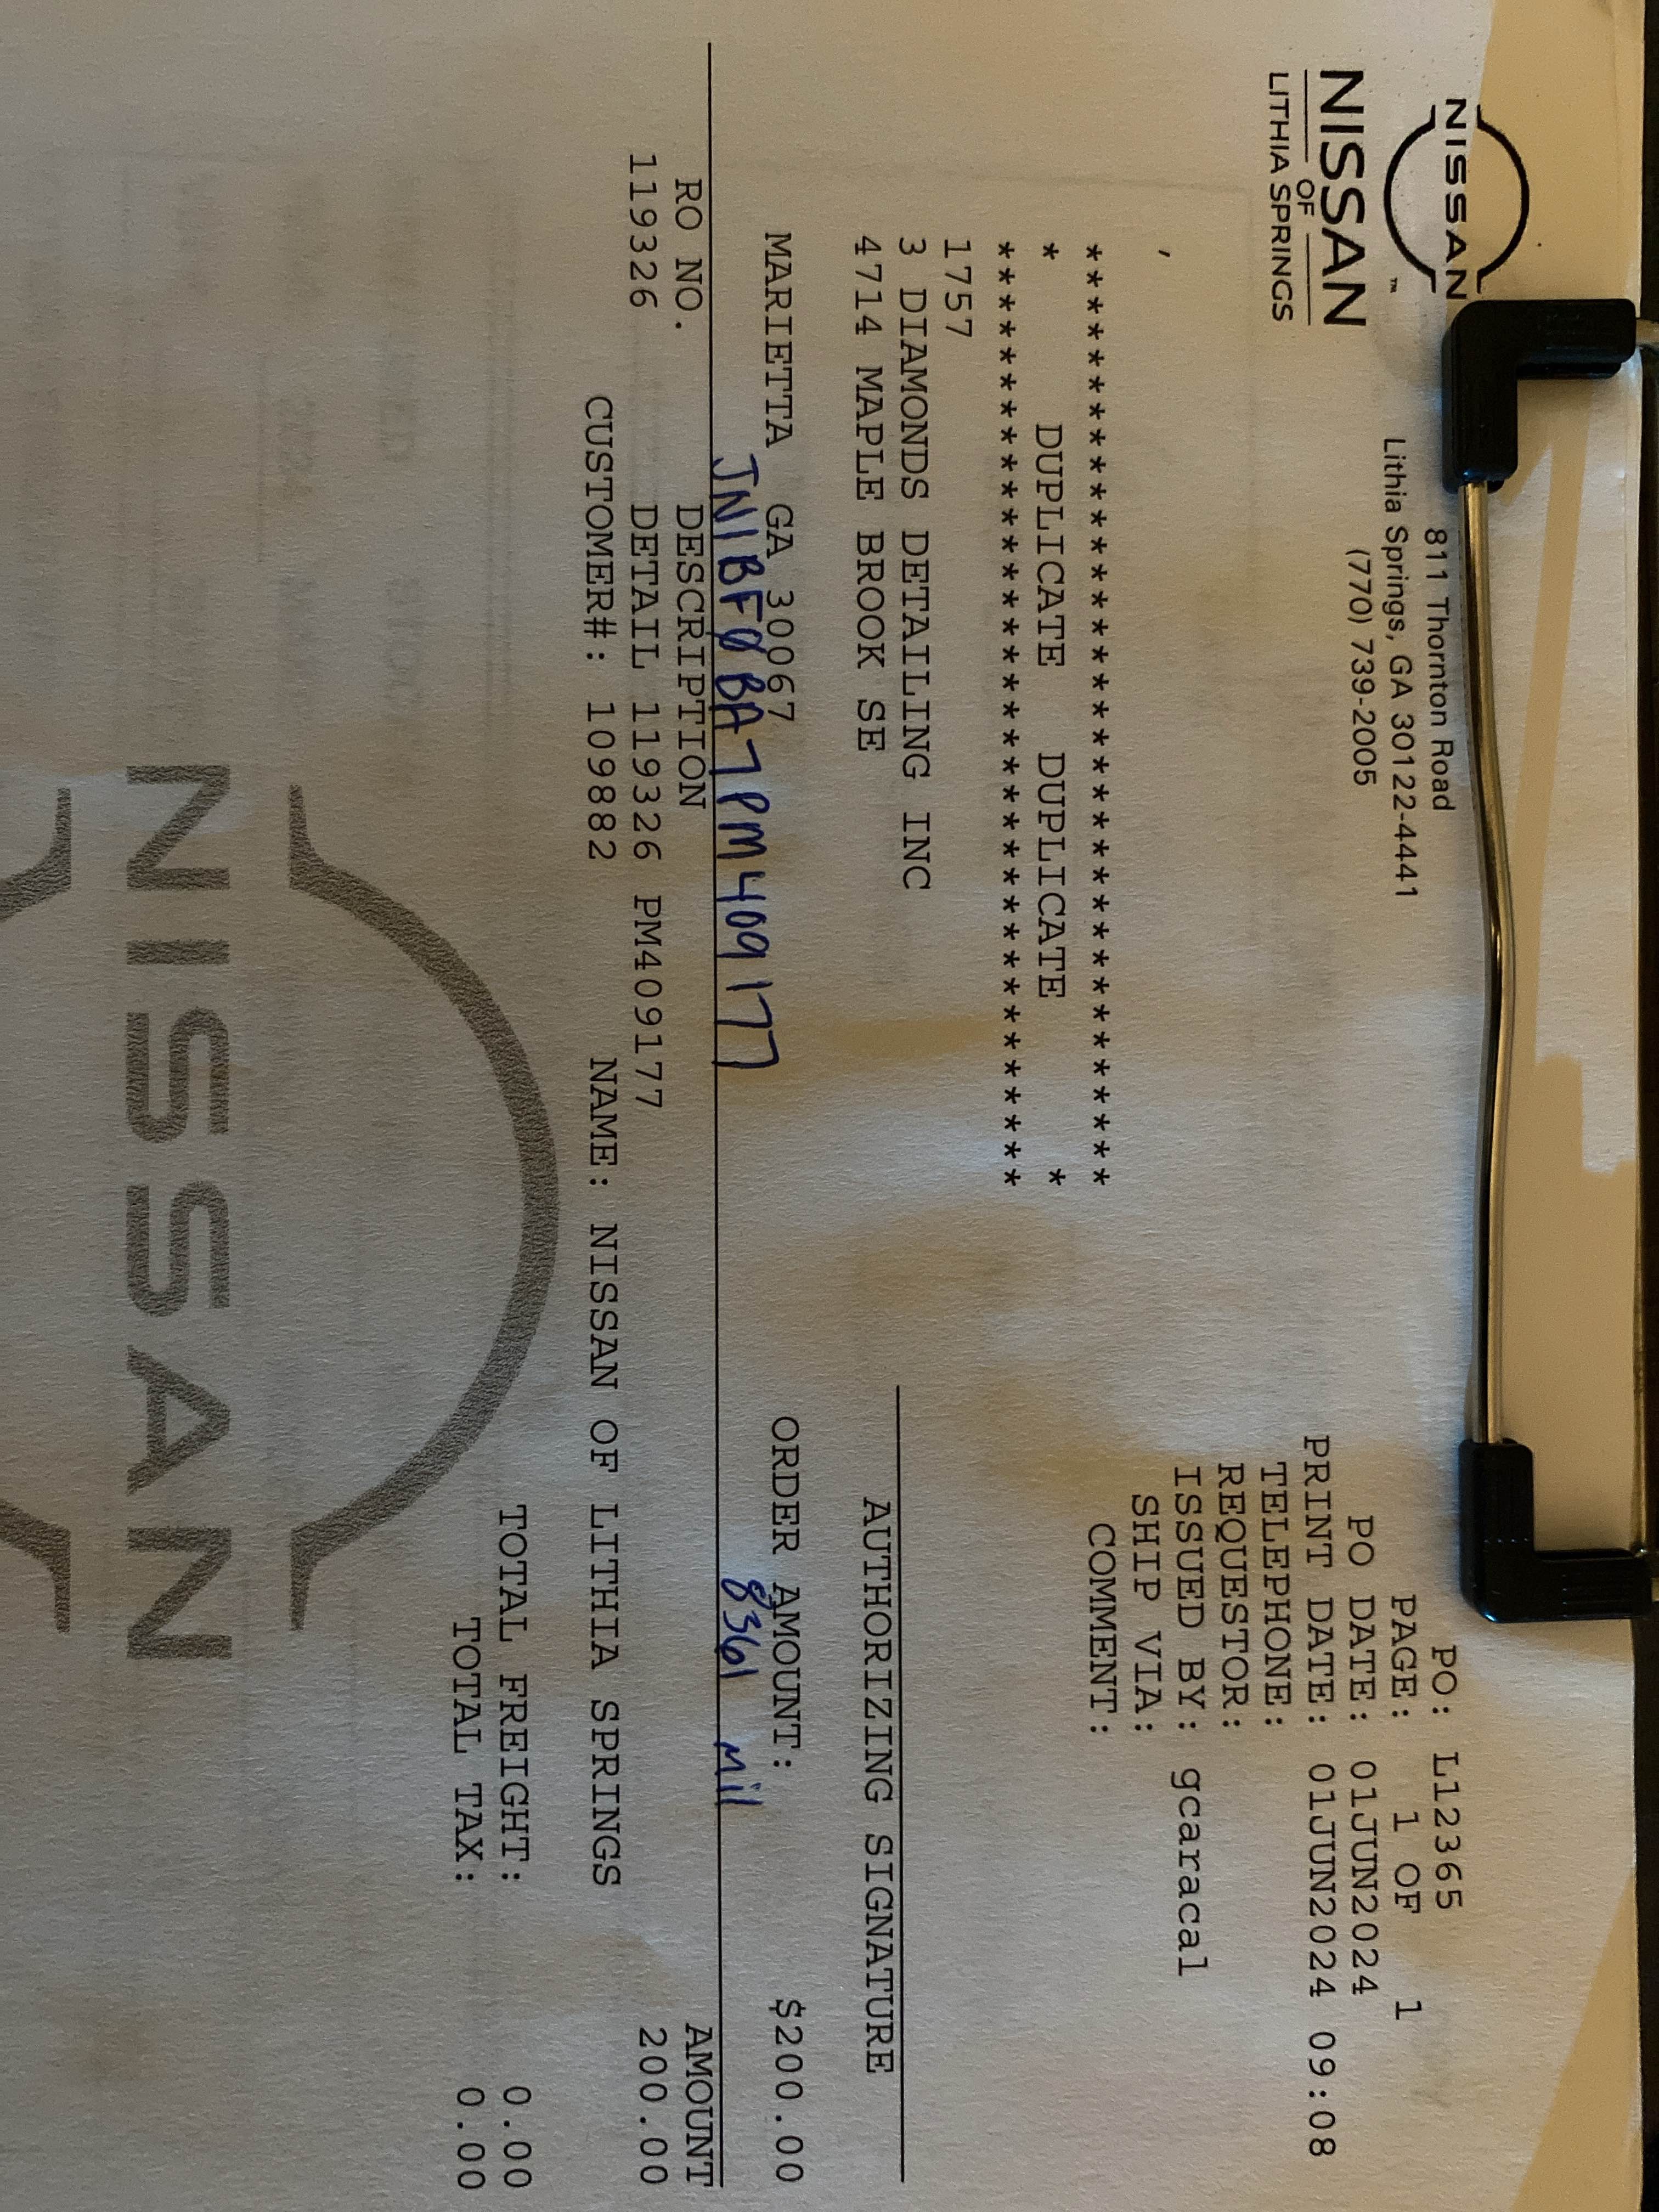 NISSAN
NISSAN
OF
LITHIA SPRINGS
™
811 Thornton Road
Lithia Springs, GA 30122-4441
(770) 739-2005
PO: L12365
PAGE: 1 OF 1
PO DATE: 01JUN2024
PRINT DATE: 01JUN2024 09:08
TELEPHONE:
REQUESTOR:
ISSUED BY: gcaracal
SHIP VIA:
COMMENT:
* DUPLICATE DUPLICATE *
1757
3 DIAMONDS DETAILING INC
4714 MAPLE BROOK SE
AUTHORIZING SIGNATURE
MARIETTA GA 30067
ORDER AMOUNT: $200.00
JN1BF0BA7PM409177 8361 mil
RO NO. DESCRIPTION AMOUNT
119326 DETAIL 119326 PM409177 200.00
CUSTOMER#: 109882 NAME: NISSAN OF LITHIA SPRINGS
TOTAL FREIGHT: 0.00
TOTAL TAX: 0.00
NISSAN